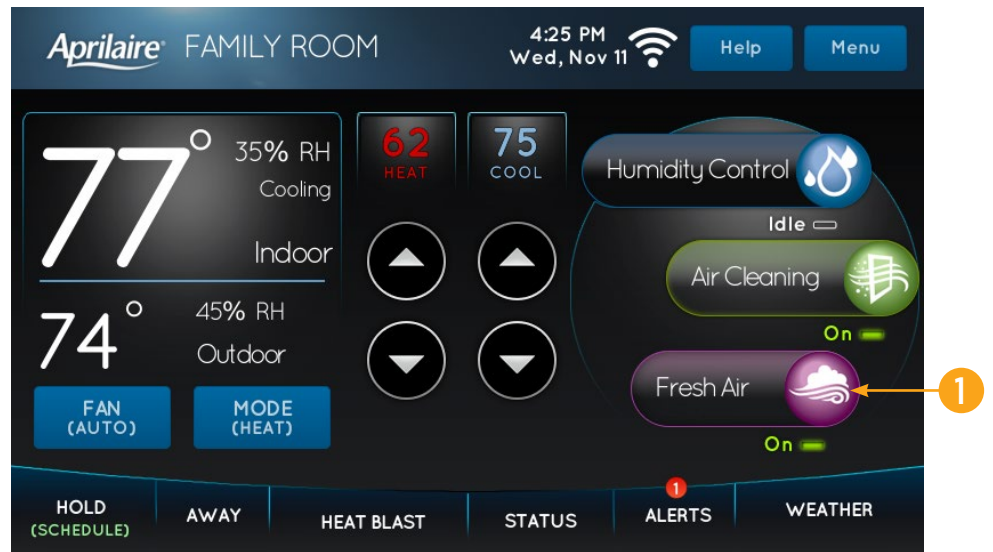 Aprilaire® FAMILY ROOM
4:25 PM
Wed, Nov 11
Help
Menu
77°
35% RH
Cooling
Indoor
74°
45% RH
Outdoor
FAN
(AUTO)
MODE
(HEAT)
62
HEAT
75
COOL
Humidity Control
Idle
Air Cleaning
On
Fresh Air
1
On
HOLD
(SCHEDULE)
AWAY
HEAT BLAST
STATUS
1
ALERTS
WEATHER